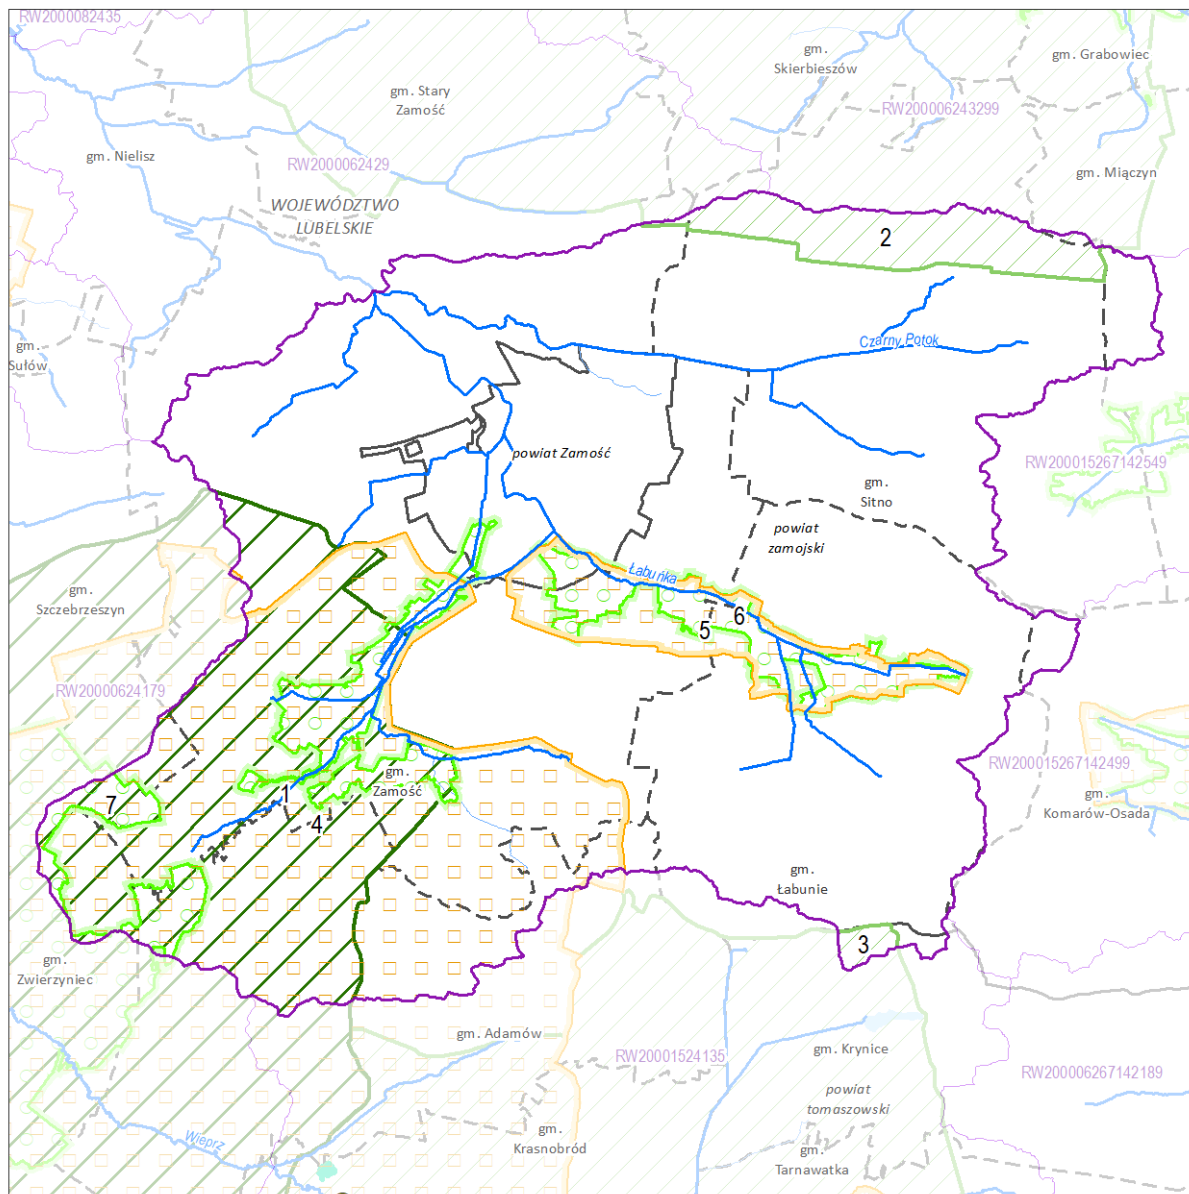 RW2000082435
gm.
Skierbieszów
gm. Grabowiec
gm. Stary
Zamość
RW200006243299
gm. Nielisz
RW2000062429
gm. Miączyn
WOJEWÓDZTWO
LUBELSKIE
2
gm.
Sułów
Czarny Potok
powiat Zamość
RW200015267142549
gm.
Sitno
powiat
zamojski
gm.
Szczebrzeszyn
Łabuńka
6
5
RW20000624179
RW200015267142499
gm.
Zamość
1
7
4
gm.
Komarów-Osada
gm.
Łabunie
3
gm.
Zwierzyniec
gm. Adamów
RW20001524135
gm. Krynice
RW200006267142189
powiat
tomaszowski
Wieprz
gm.
Krasnobród
gm.
Tarnawatka